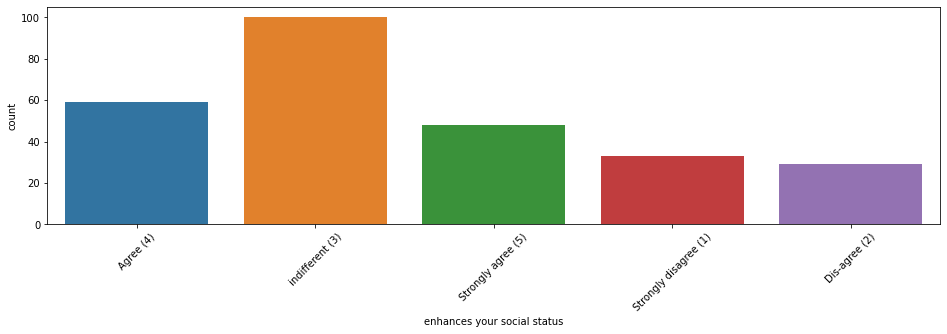 100
80
60
40
20
0
count
Agree (4)
indifferent (3)
Strongly agree (5)
Strongly disagree (1)
Dis-agree (2)
enhances your social status